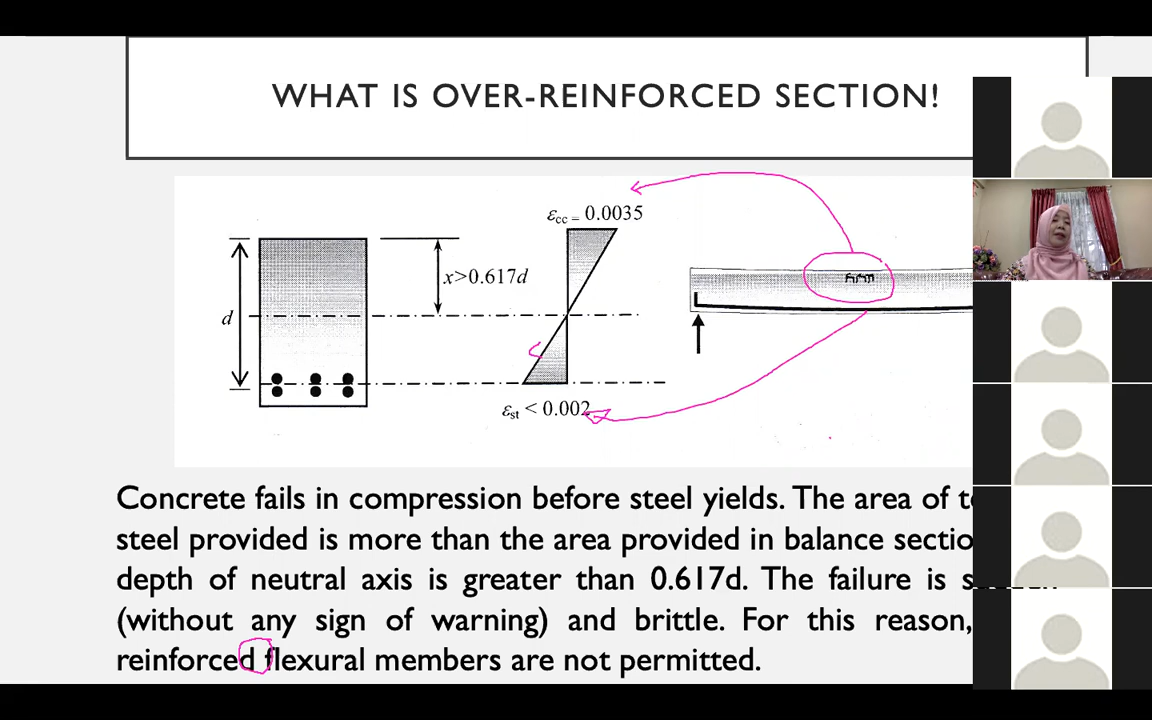 WHAT IS OVER-REINFORCED SECTION!
εcc = 0.0035
x>0.617d
d
εst < 0.002
Concrete fails in compression before steel yields. The area of
steel provided is more than the area provided in balance
depth of neutral axis is greater than 0.617d. The failure is
(without any sign of warning) and brittle. For this reason,
reinforced flexural members are not permitted.